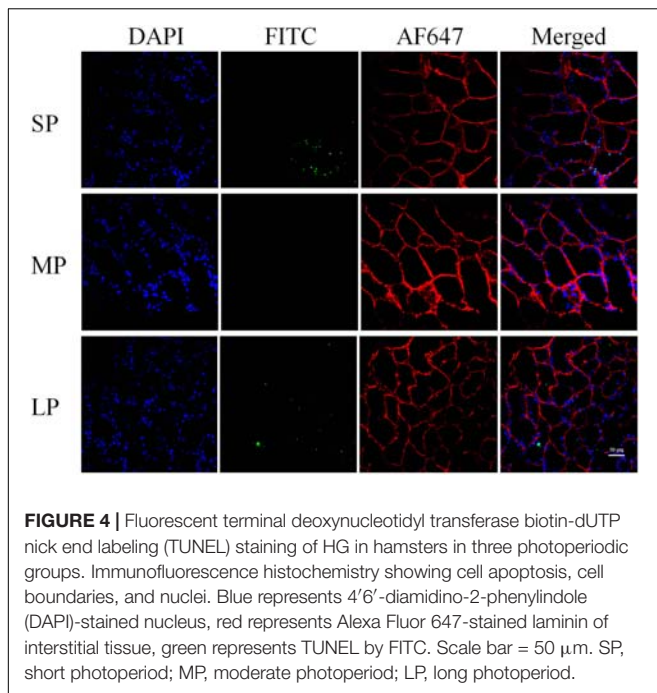 DAPI FITC AF647 Merged
SP
MP
LP
FIGURE 4 | Fluorescent terminal deoxynucleotidyl transferase biotin-dUTP
nick end labeling (TUNEL) staining of HG in hamsters in three photoperiodic
groups. Immunofluorescence histochemistry showing cell apoptosis, cell
boundaries, and nuclei. Blue represents 4′6′-diamidino-2-phenylindole
(DAPI)-stained nucleus, red represents Alexa Fluor 647-stained laminin of
interstitial tissue, green represents TUNEL by FITC. Scale bar = 50 μm. SP,
short photoperiod; MP, moderate photoperiod; LP, long photoperiod.